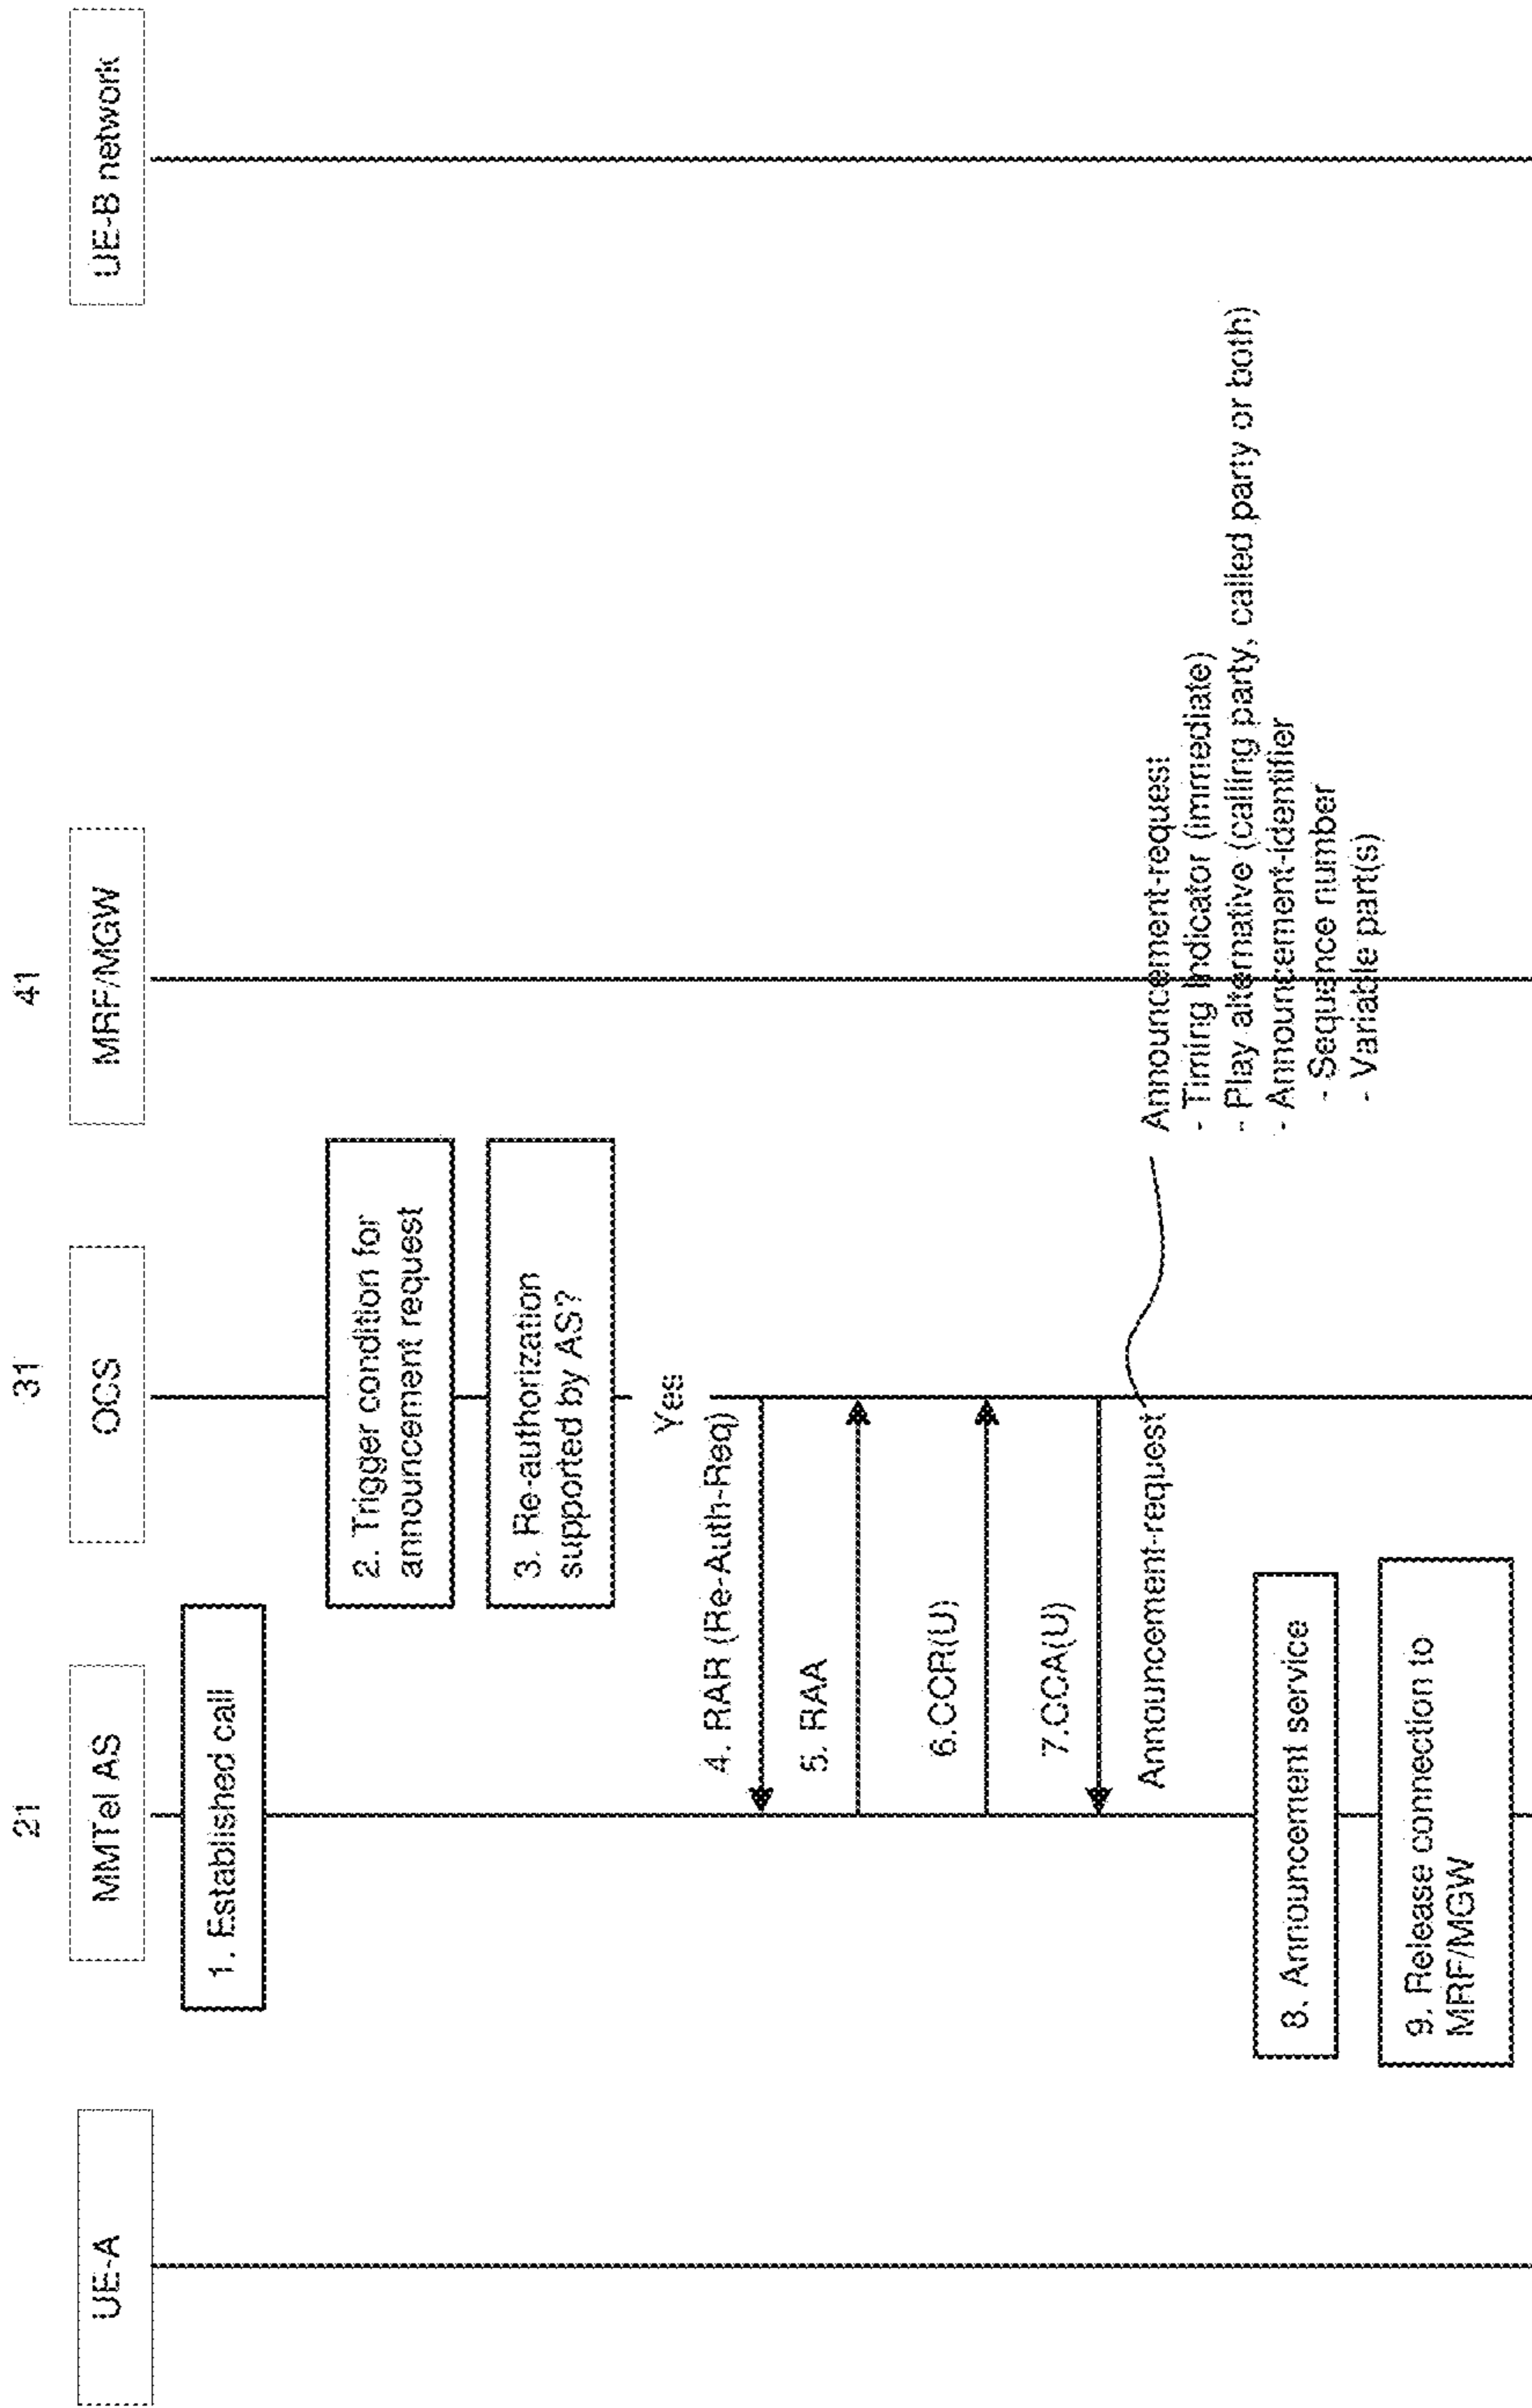 21
31
41
UE-A
MMTel AS
OCS
MRF/MGW
UE-B network
1. Established call
2. Trigger condition for
announcement request
3. Re-authorization
supported by AS?
Yes
4. RAR (Re-Auth-Req)
5. RAA
6.CCR(U)
7.CCA(U)
Announcement-request
Announcement-request
- Timing Indicator (immediate)
- Play alternative (calling party, called party or both)
- Announcement-identifier
- Sequence number
- Variable part(s)
8. Announcement service
9. Release connection to
MRF/MGW